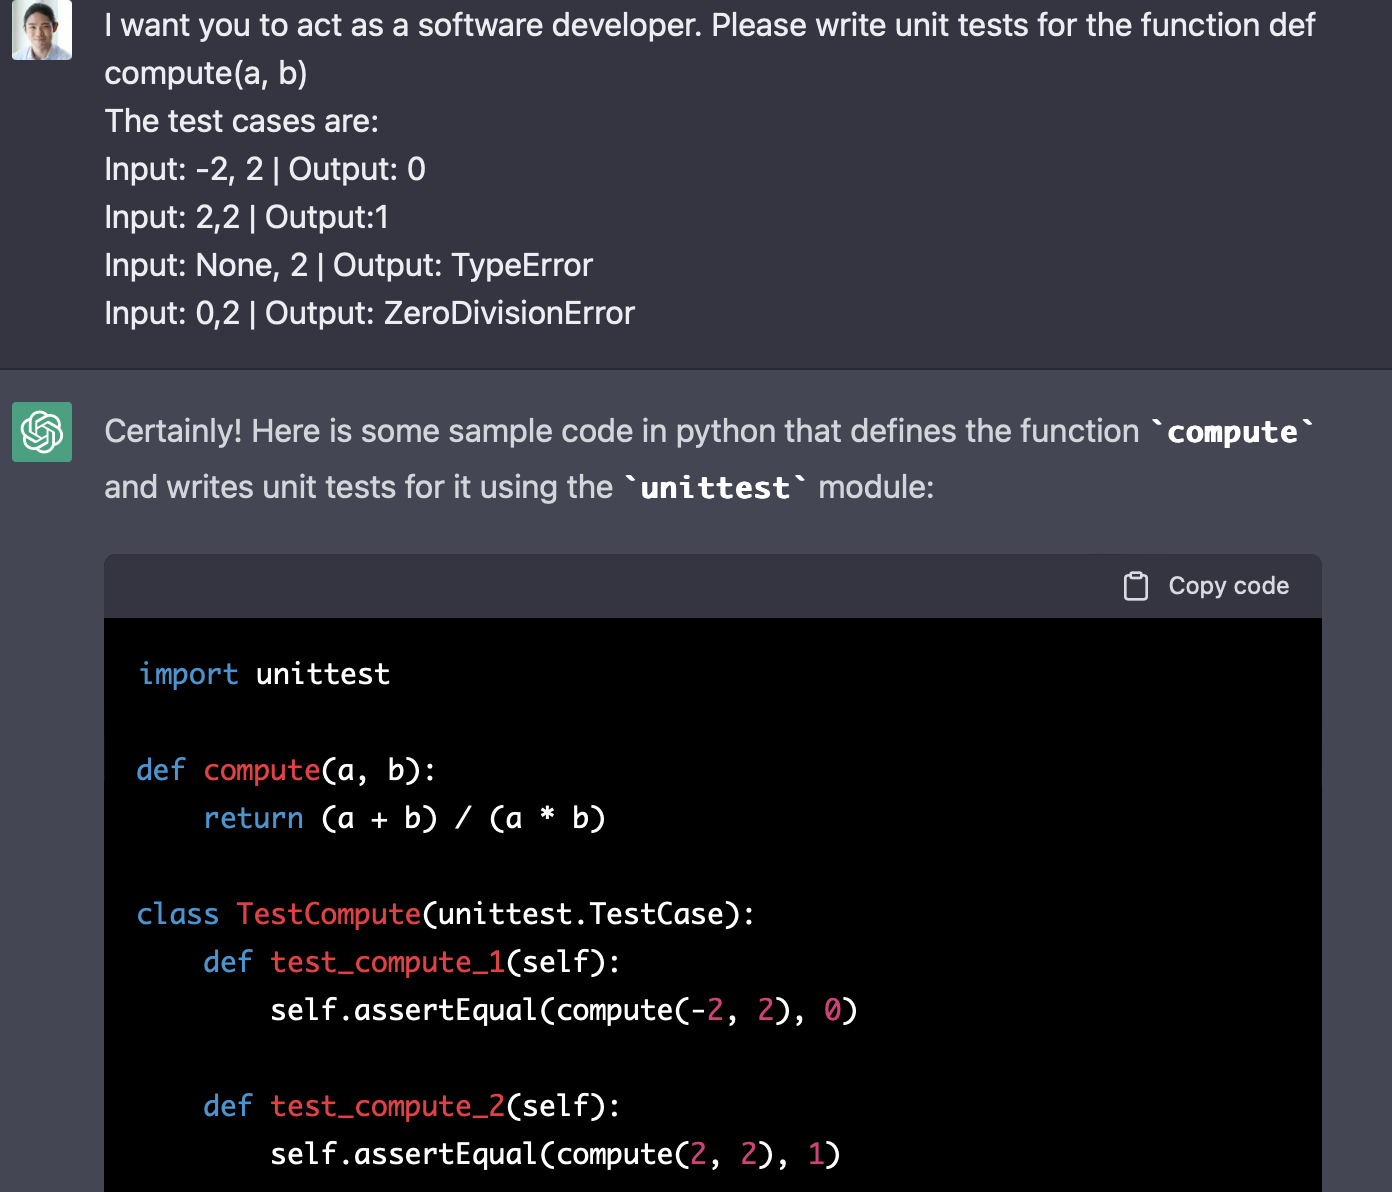 I want you to act as a software developer. Please write unit tests for the function def
compute(a, b)
The test cases are:
Input: -2, 2 | Output: 0
Input: 2,2 | Output:1
Input: None, 2 | Output: TypeError
Input: 0,2 | Output: ZeroDivisionError
Certainly! Here is some sample code in python that defines the function `compute`
and writes unit tests for it using the `unittest` module:
Copy code
import unittest
def compute(a, b):
    return (a + b) / (a * b)
class TestCompute(unittest.TestCase):
    def test_compute_1(self):
        self.assertEqual(compute(-2, 2), 0)
    def test_compute_2(self):
        self.assertEqual(compute(2, 2), 1)